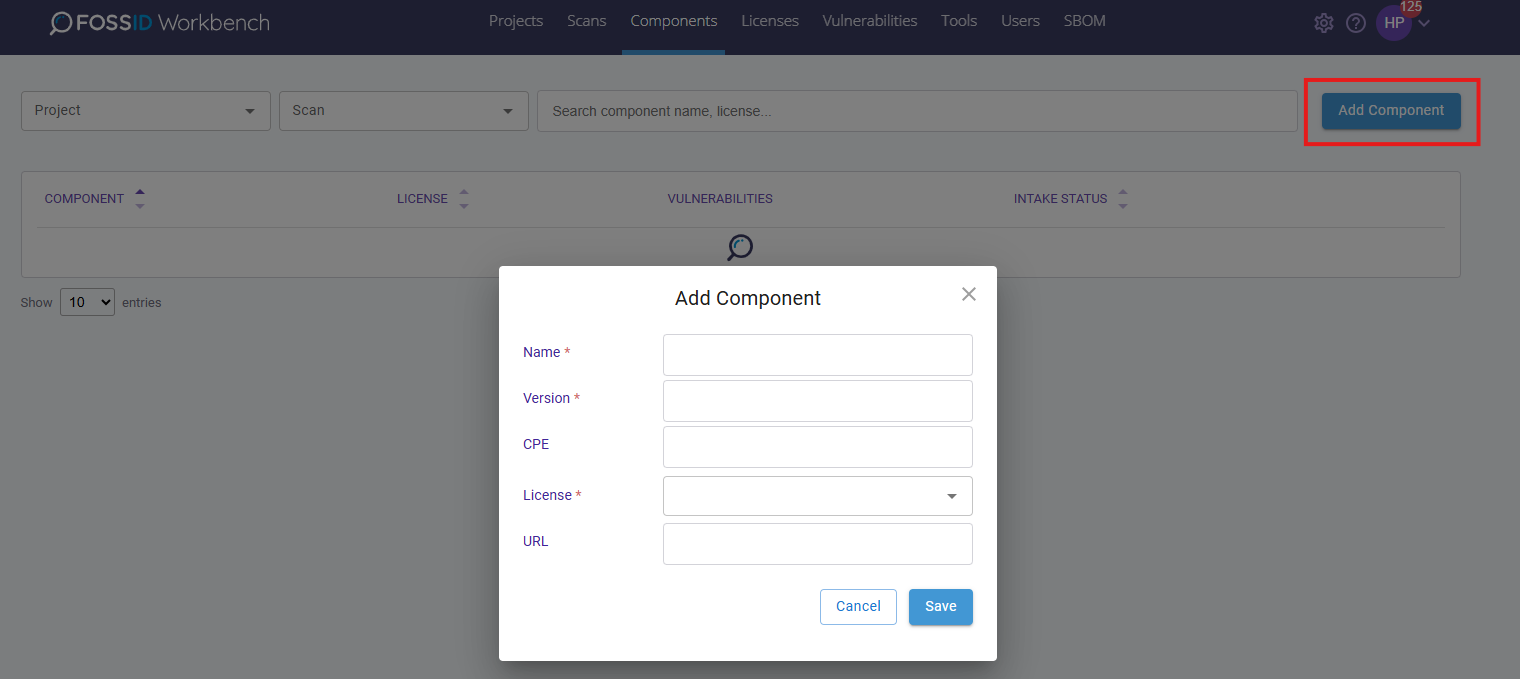 FOSSID Workbench Projects Scans Components Licenses Vulnerabilities Tools Users SBOM ? HP 125
Project Scan Search component name, license... Add Component
COMPONENT LICENSE VULNERABILITIES INTAKE STATUS
Show 10 entries
Add Component
Name *
Version *
CPE
License *
URL
Cancel Save